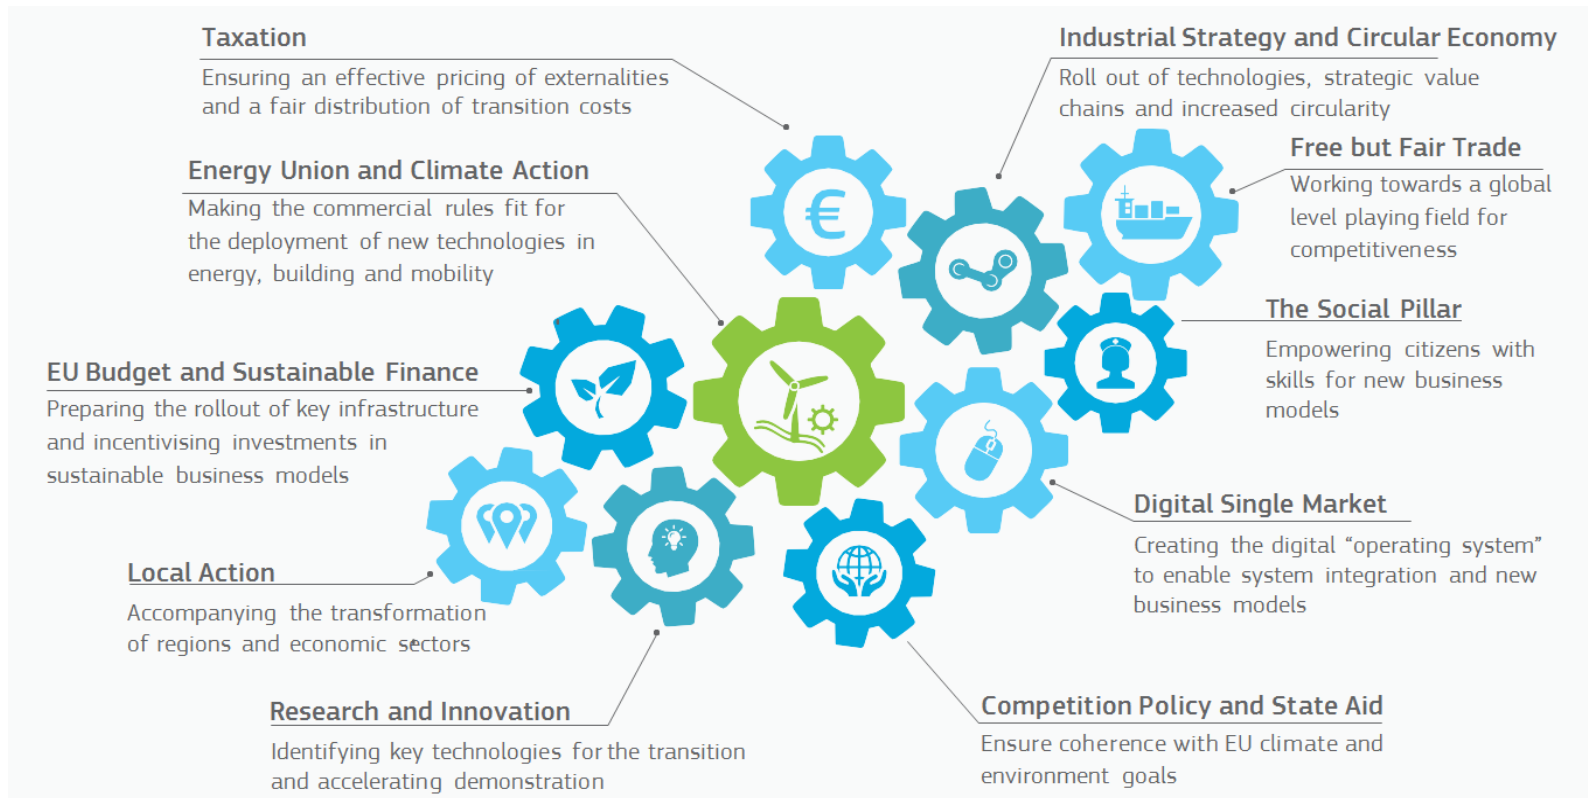 Taxation
Ensuring an effective pricing of externalities
and a fair distribution of transition costs
Industrial Strategy and Circular Economy
Roll out of technologies, strategic value
chains and increased circularity
Free but Fair Trade
Working towards a global
level playing field for
competitiveness
Energy Union and Climate Action
Making the commercial rules fit for
the deployment of new technologies in
energy, building and mobility
€
The Social Pillar
Empowering citizens with
skills for new business
models
EU Budget and Sustainable Finance
Preparing the rollout of key infrastructure
and incentivising investments in
sustainable business models
Digital Single Market
Creating the digital “operating system”
to enable system integration and new
business models
Local Action
Accompanying the transformation
of regions and economic sectors
Research and Innovation
Identifying key technologies for the transition
and accelerating demonstration
Competition Policy and State Aid
Ensure coherence with EU climate and
environment goals